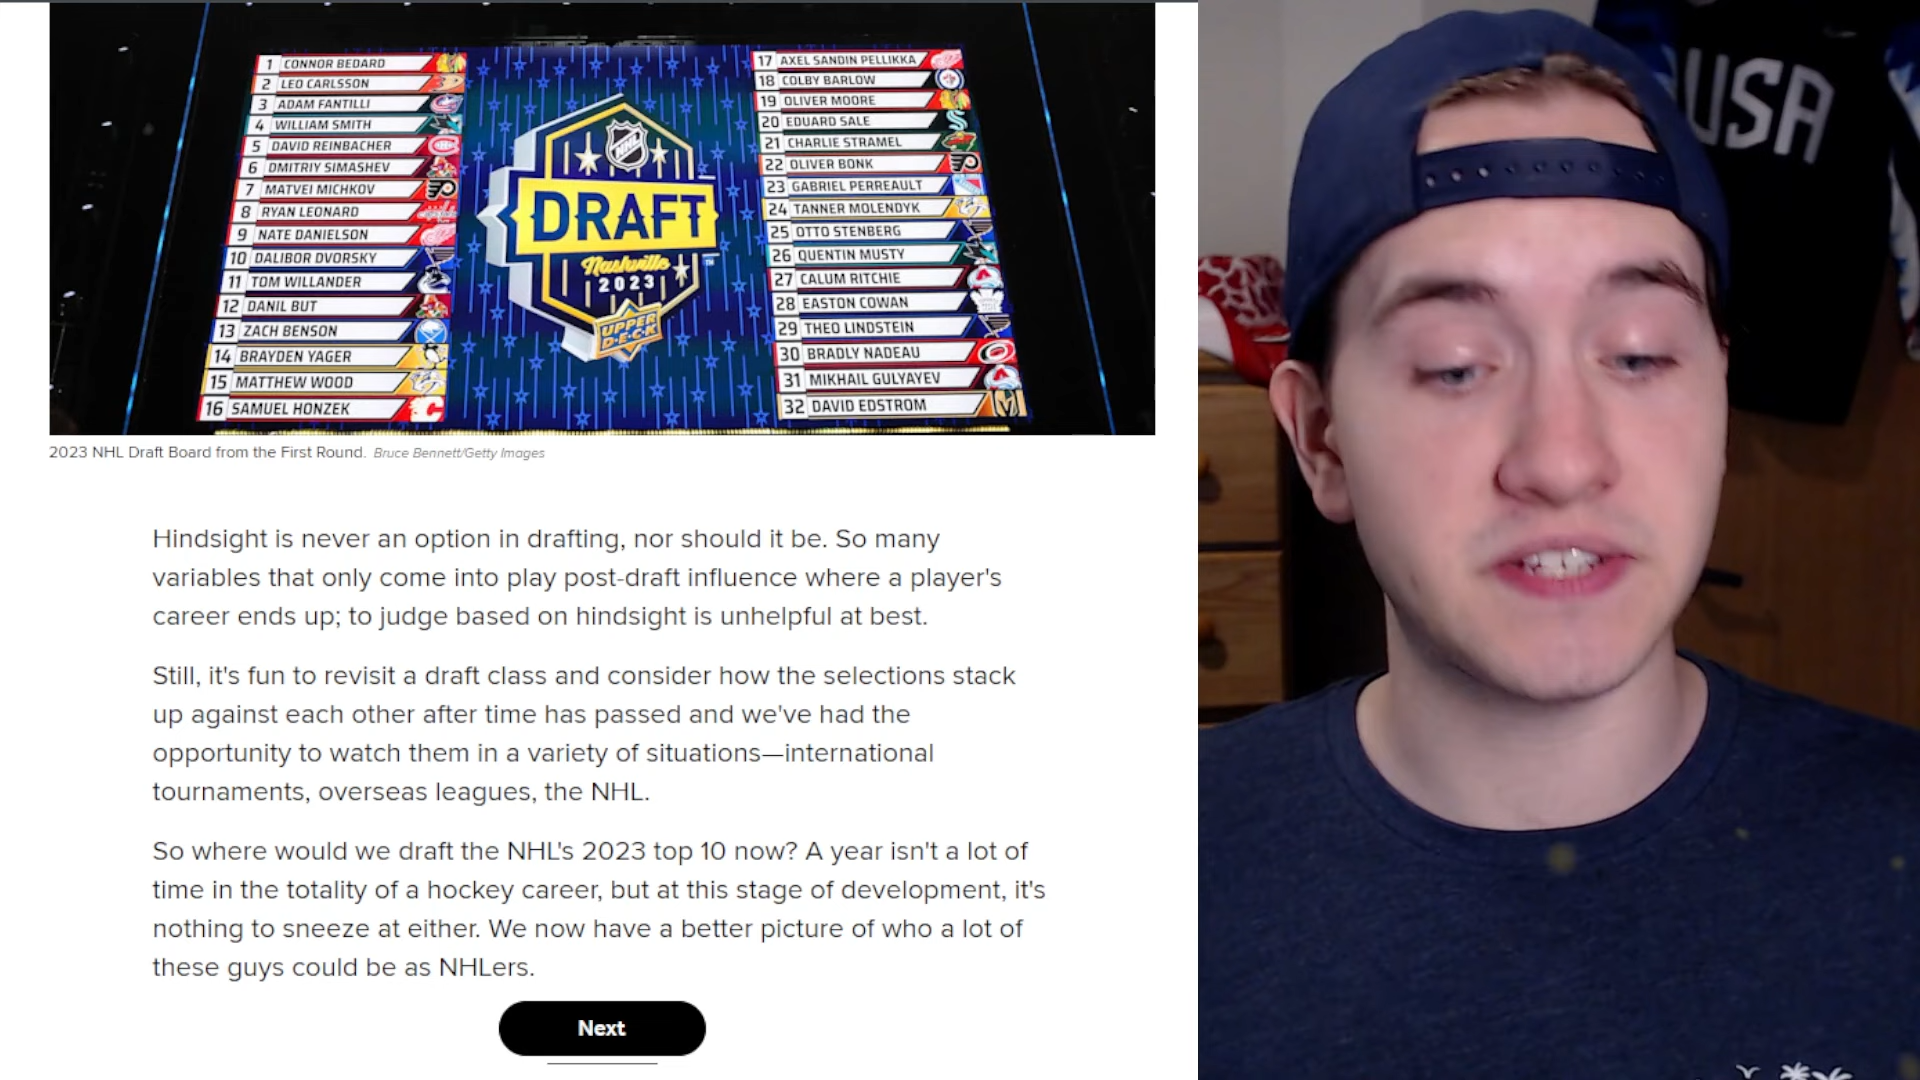 1 CONNOR BEDARD
2 LEO CARLSSON
3 ADAM FANTILLI
4 WILLIAM SMITH
5 DAVID REINBACHER
6 DMITRIY SIMASHEV
7 MATVEI MICHKOV
8 RYAN LEONARD
9 NATE DANIELSON
10 DALIBOR DVORSKY
11 TOM WILLANDER
12 DANIL BUT
13 ZACH BENSON
14 BRAYDEN YAGER
15 MATTHEW WOOD
16 SAMUEL HONZEK
NHL
DRAFT
Nashville
TM
2023
UPPER
DECK
17 AXEL SANDIN PELLIKKA
18 COLBY BARLOW
19 OLIVER MOORE
20 EDUARD SALE
21 CHARLIE STRAMEL
22 OLIVER BONK
23 GABRIEL PERREAULT
24 TANNER MOLENDYK
25 OTTO STENBERG
26 QUENTIN MUSTY
27 CALUM RITCHIE
28 EASTON COWAN
29 THEO LINDSTEIN
30 BRADLY NADEAU
31 MIKHAIL GULYAYEV
32 DAVID EDSTROM
USA
2023 NHL Draft Board from the First Round. Bruce Bennett/Getty Images
Hindsight is never an option in drafting, nor should it be. So many
variables that only come into play post-draft influence where a player's
career ends up; to judge based on hindsight is unhelpful at best.
Still, it's fun to revisit a draft class and consider how the selections stack
up against each other after time has passed and we've had the
opportunity to watch them in a variety of situations—international
tournaments, overseas leagues, the NHL.
So where would we draft the NHL's 2023 top 10 now? A year isn't a lot of
time in the totality of a hockey career, but at this stage of development, it's
nothing to sneeze at either. We now have a better picture of who a lot of
these guys could be as NHLers.
Next